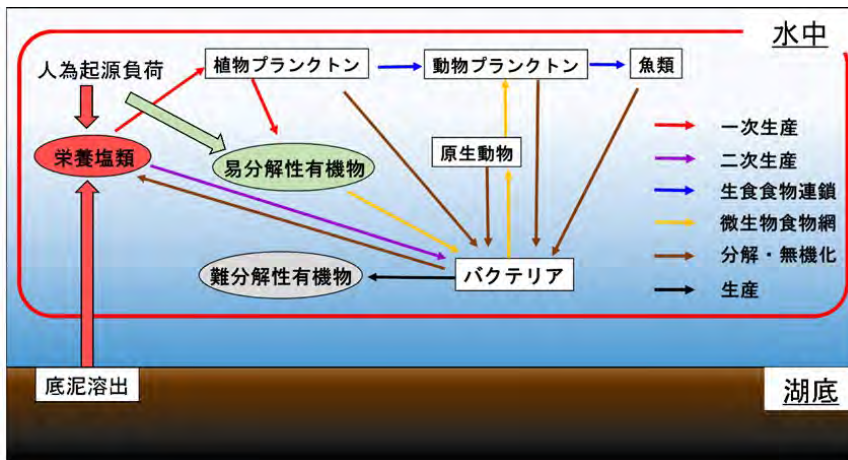 水中
人為起源負荷
植物プランクトン
動物プランクトン
魚類
栄養塩類
易分解性有機物
原生動物
難分解性有機物
バクテリア
一次生産
二次生産
生食食物連鎖
微生物食物網
分解・無機化
生産
底泥溶出
湖底